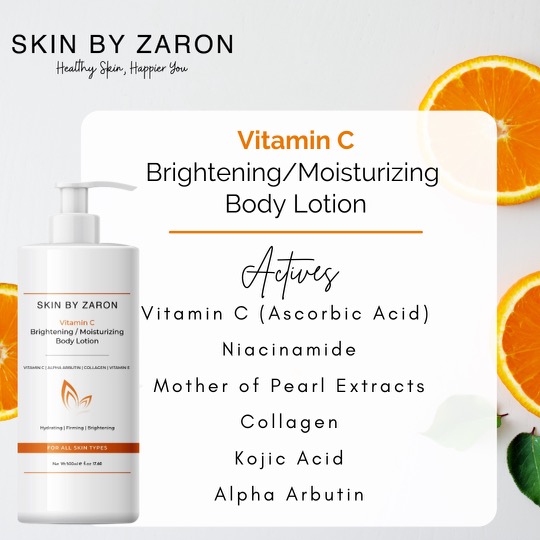 SKIN BY ZARON
Healthy Skin, Happier You
Vitamin C
Brightening/Moisturizing
Body Lotion
Actives
Vitamin C (Ascorbic Acid)
Niacinamide
Mother of Pearl Extracts
Collagen
Kojic Acid
Alpha Arbutin
SKIN BY ZARON
Vitamin C
Brightening / Moisturizing
Body Lotion
VITAMIN C | ALPHA ARBUTIN | COLLAGEN | VITAMIN E
Hydrating | Firming | Brightening
FOR ALL SKIN TYPES